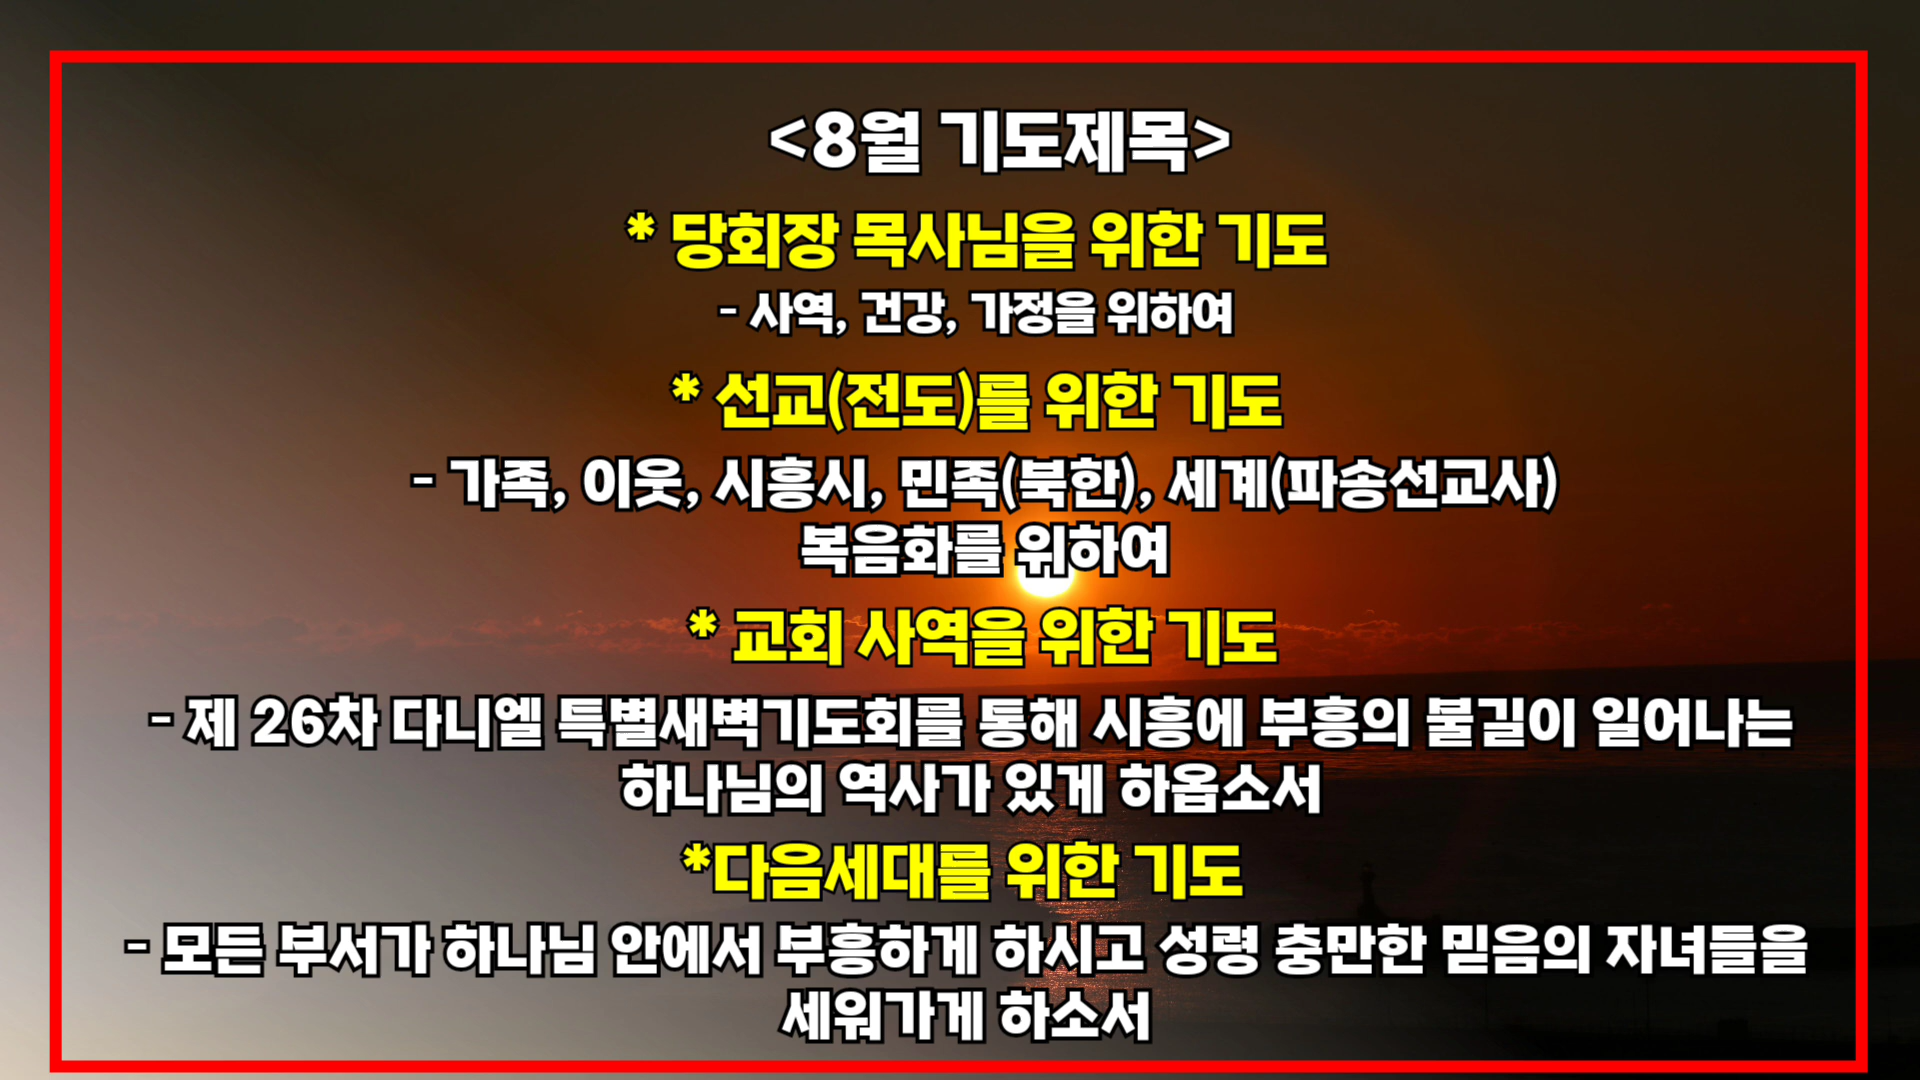 <8월 기도제목>
* 당회장 목사님을 위한 기도
- 사역, 건강, 가정을 위하여
* 선교(전도)를 위한 기도
- 가족, 이웃, 시흥시, 민족(북한), 세계(파송선교사)
복음화를 위하여
* 교회 사역을 위한 기도
- 제 26차 다니엘 특별새벽기도회를 통해 시흥에 부흥의 불길이 일어나는
하나님의 역사가 있게 하옵소서
*다음세대를 위한 기도
- 모든 부서가 하나님 안에서 부흥하게 하시고 성령 충만한 믿음의 자녀들을
세워가게 하소서